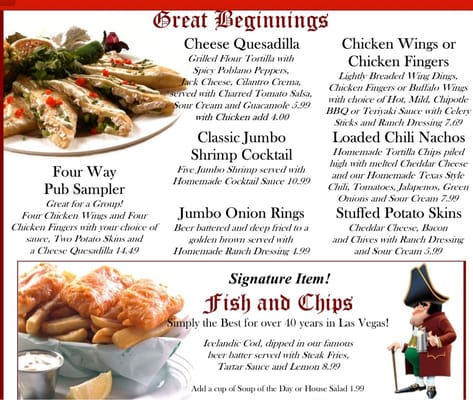 Great Beginnings
Cheese Quesadilla
Grilled Flour Tortilla with
Spicy Poblano Peppers,
Jack Cheese, Cilantro Crema,
served with Charred Tomato Salsa,
Sour Cream and Guacamole 5.99
with Chicken add 4.00
Classic Jumbo
Shrimp Cocktail
Five Jumbo Shrimp served with
Homemade Cocktail Sauce 10.99
Four Way
Pub Sampler
Great for a Group!
Four Chicken Wings and Four
Chicken Fingers with your choice of
sauce, Two Potato Skins and
a Cheese Quesadilla 14.49
Jumbo Onion Rings
Beer battered and deep fried to a
golden brown served with
Homemade Ranch Dressing 4.99
Chicken Wings or
Chicken Fingers
Lightly Breaded Wing Dings,
Chicken Fingers or Buffalo Wings
with choice of Hot, Mild, Chipotle
BBQ or Teriyaki Sauce with Celery
Sticks and Ranch Dressing 7.69
Loaded Chili Nachos
Homemade Tortilla Chips piled
high with melted Cheddar Cheese
and our Homemade Texas Style
Chili, Tomatoes, Jalapenos, Green
Onions and Sour Cream 7.99
Stuffed Potato Skins
Cheddar Cheese, Bacon
and Chives with Ranch Dressing
and Sour Cream 5.99
Signature Item!
Fish and Chips
Simply the Best for over 40 years in Las Vegas!
Icelandic Cod, dipped in our famous
beer batter served with Steak Fries,
Tartar Sauce and Lemon 8.99
Add a cup of Soup of the Day or House Salad 1.99